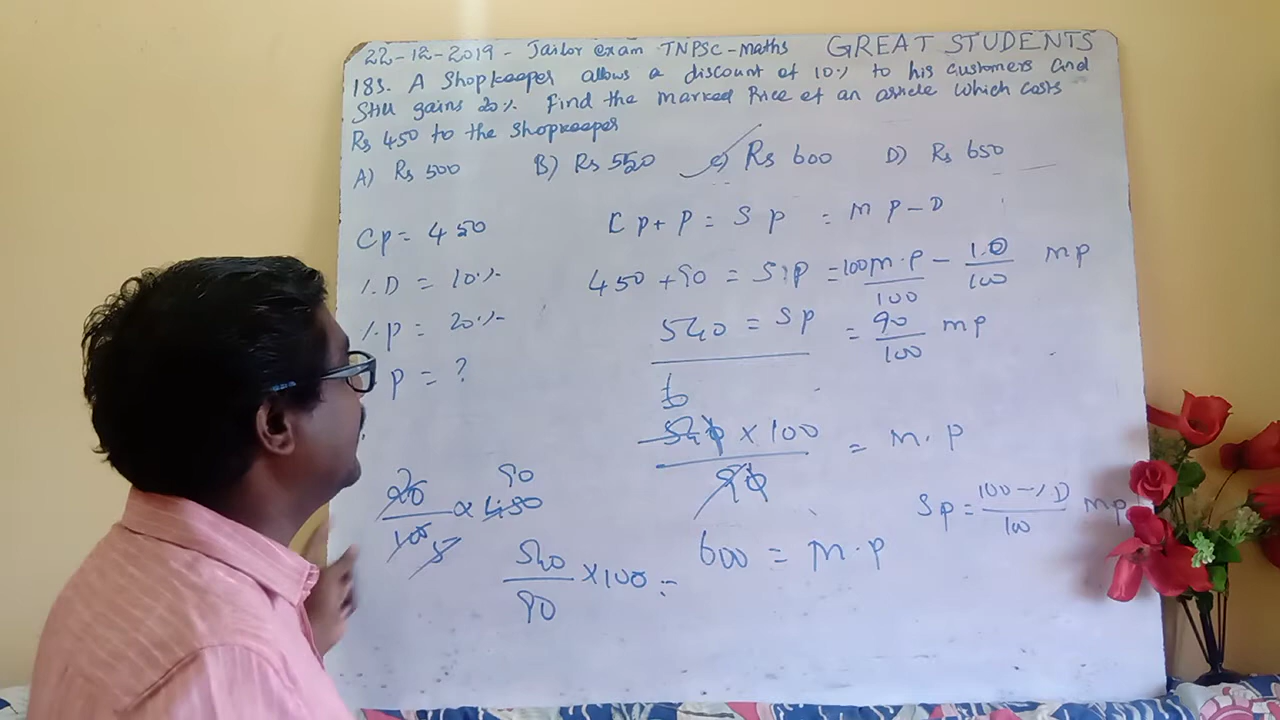 22-12-2019 - Jailor exam TNPSC-maths GREAT STUDENTS
183. A Shopkeeper allows a discount of 10% to his customers and
Still gains 20%. Find the Marked Price of an article which costs
Rs 450 to the Shopkeeper
A) Rs 500 B) Rs 550 C) Rs 600 D) Rs 650
Cp = 450
%D = 10%
%p = 20%
p = ?
Cp + p = Sp = mp - D
450 + 90 = S.p = 100 m.p / 100 - 10 / 100 mp
540 = Sp = 90 / 100 mp
6
540 × 100 / 90 = m.p
600 = m.p
90
20 / 100 × 450
5
540 / 90 × 100 =
Sp = 100 - %D / 100 mp